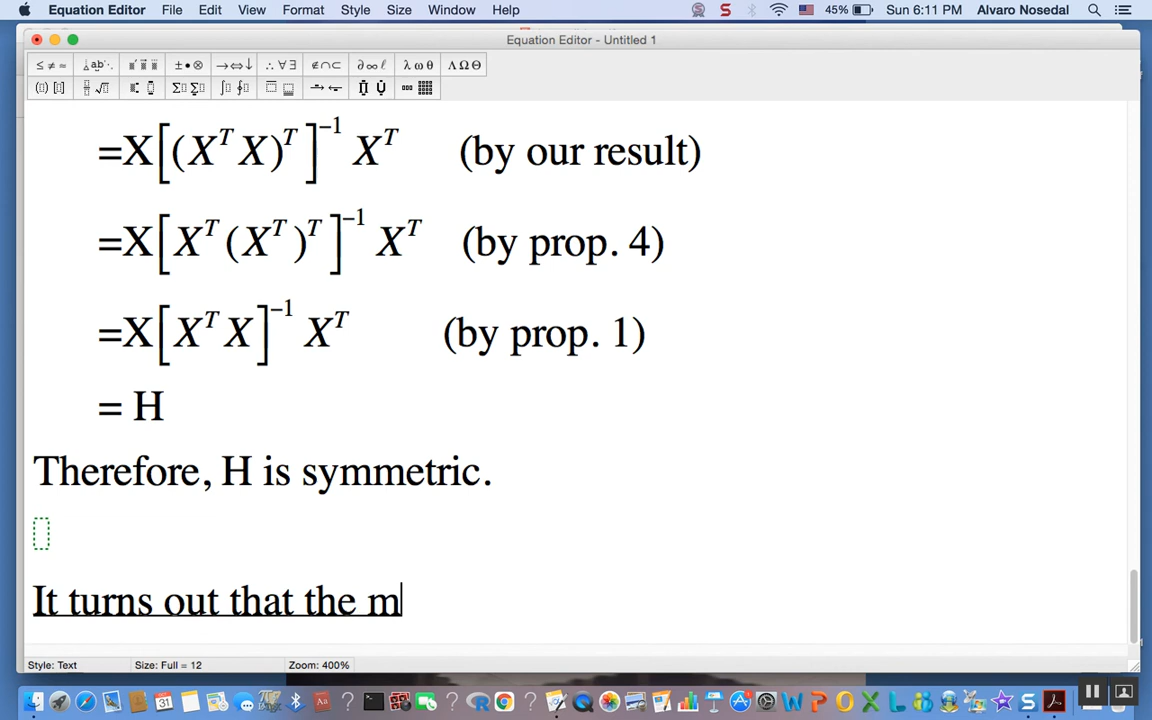 Equation Editor File Edit View Format Style Size Window Help 45% Sun 6:11 PM Alvaro Nosedal
Equation Editor - Untitled 1
=X[(X^T X)^T]^{-1} X^T (by our result)
=X[X^T (X^T)^T]^{-1} X^T (by prop. 4)
=X[X^T X]^{-1} X^T (by prop. 1)
= H
Therefore, H is symmetric.
It turns out that the m
Style: Text Size: Full = 12 Zoom: 400%